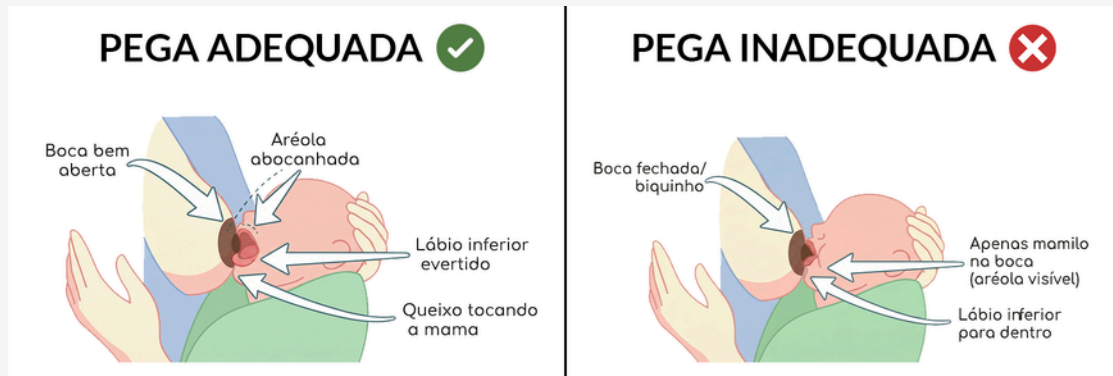 PEGA ADEQUADA
Boca bem
aberta
Aréola
abocanhada
Lábio inferior
evertido
Queixo tocando
a mama
PEGA INADEQUADA
Boca fechada/
biquinho
Apenas mamilo
na boca
(aréola visível)
Lábio inferior
para dentro